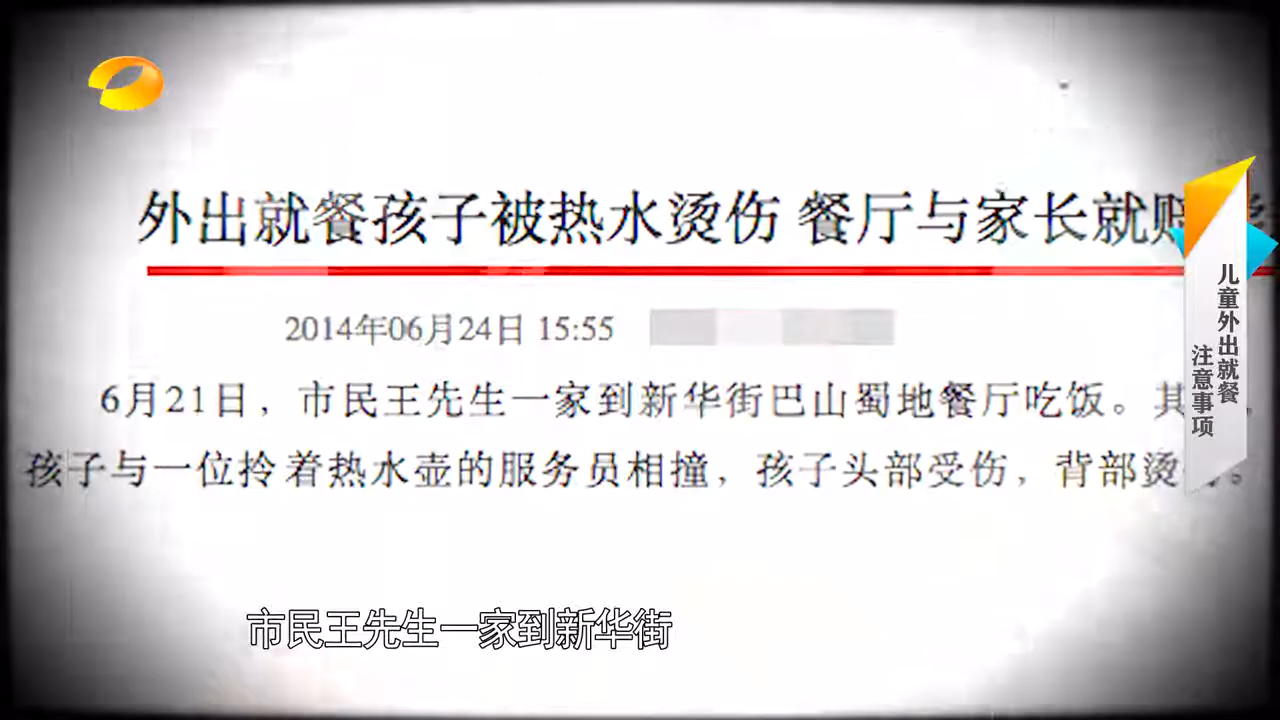 外出就餐孩子被热水烫伤 餐厅与家长就赔
2014年06月24日 15:55
6月21日，市民王先生一家到新华街巴山蜀地餐厅吃饭。其
孩子与一位拎着热水壶的服务员相撞，孩子头部受伤，背部烫
儿童外出就餐
注意事项
市民王先生一家到新华街